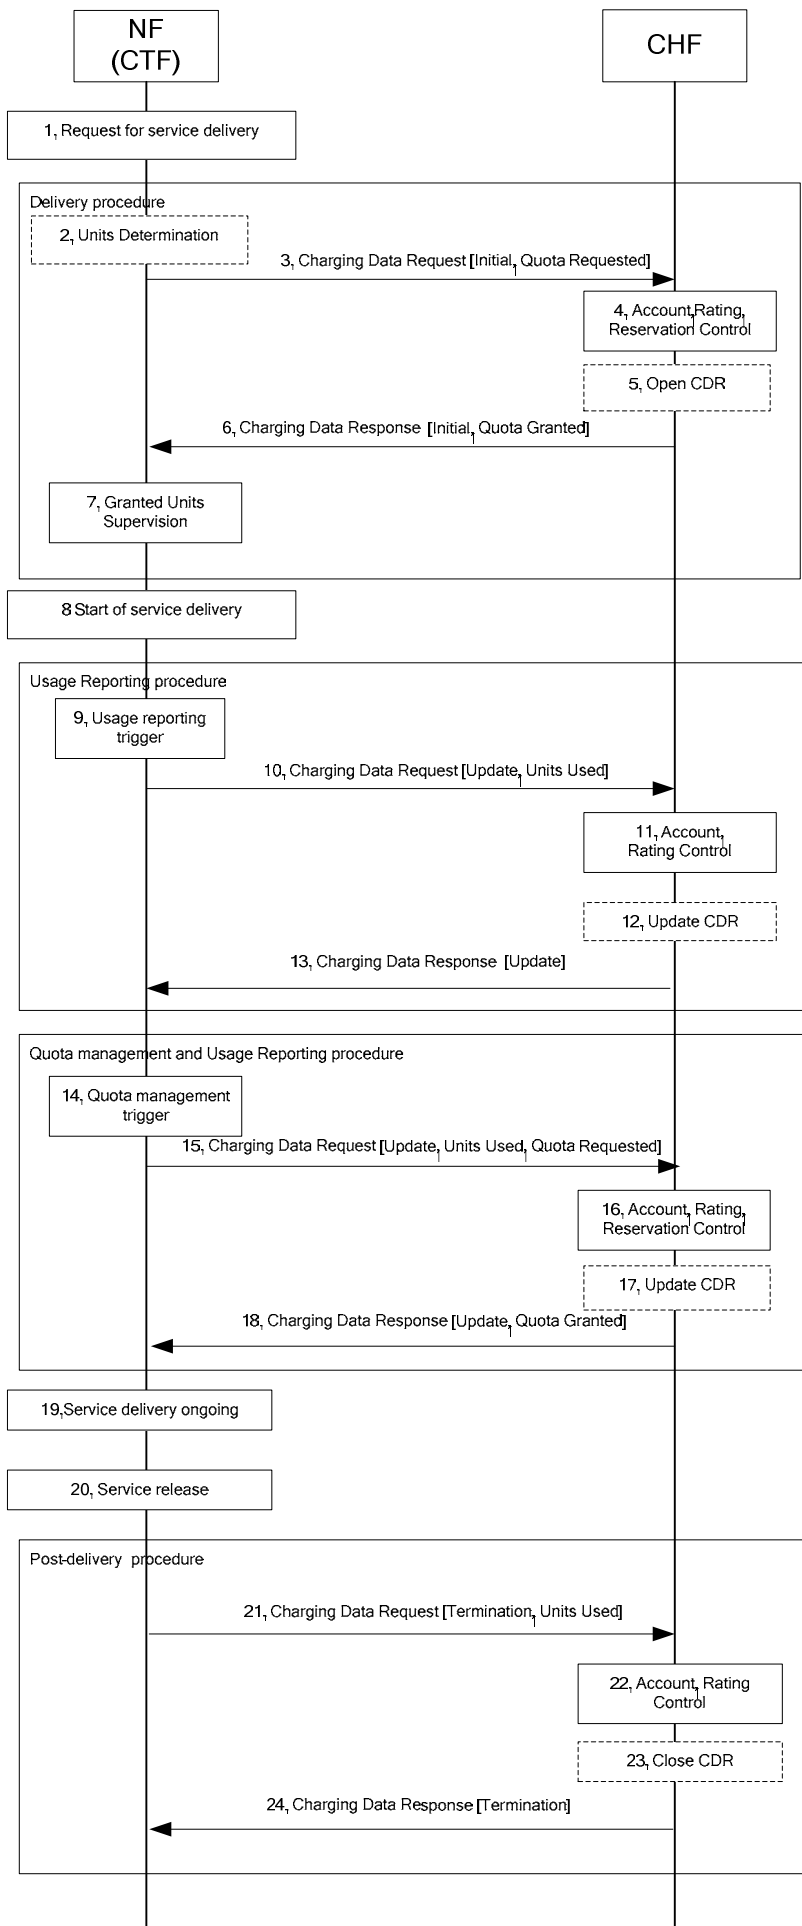 NF
(CTF)
CHF
1, Request for service delivery
Delivery procedure
2, Units Determination
3, Charging Data Request [Initial, Quota Requested]
4, Account, Rating,
Reservation Control
5, Open CDR
6, Charging Data Response [Initial, Quota Granted]
7, Granted Units
Supervision
8 Start of service delivery
Usage Reporting procedure
9, Usage reporting
trigger
10, Charging Data Request [Update, Units Used]
11, Account,
Rating Control
12, Update CDR
13, Charging Data Response [Update]
Quota management and Usage Reporting procedure
14, Quota management
trigger
15, Charging Data Request [Update, Units Used, Quota Requested]
16, Account, Rating,
Reservation Control
17, Update CDR
18, Charging Data Response [Update, Quota Granted]
19,Service delivery ongoing
20, Service release
Post-delivery procedure
21, Charging Data Request [Termination, Units Used]
22, Account, Rating
Control
23, Close CDR
24, Charging Data Response [Termination]